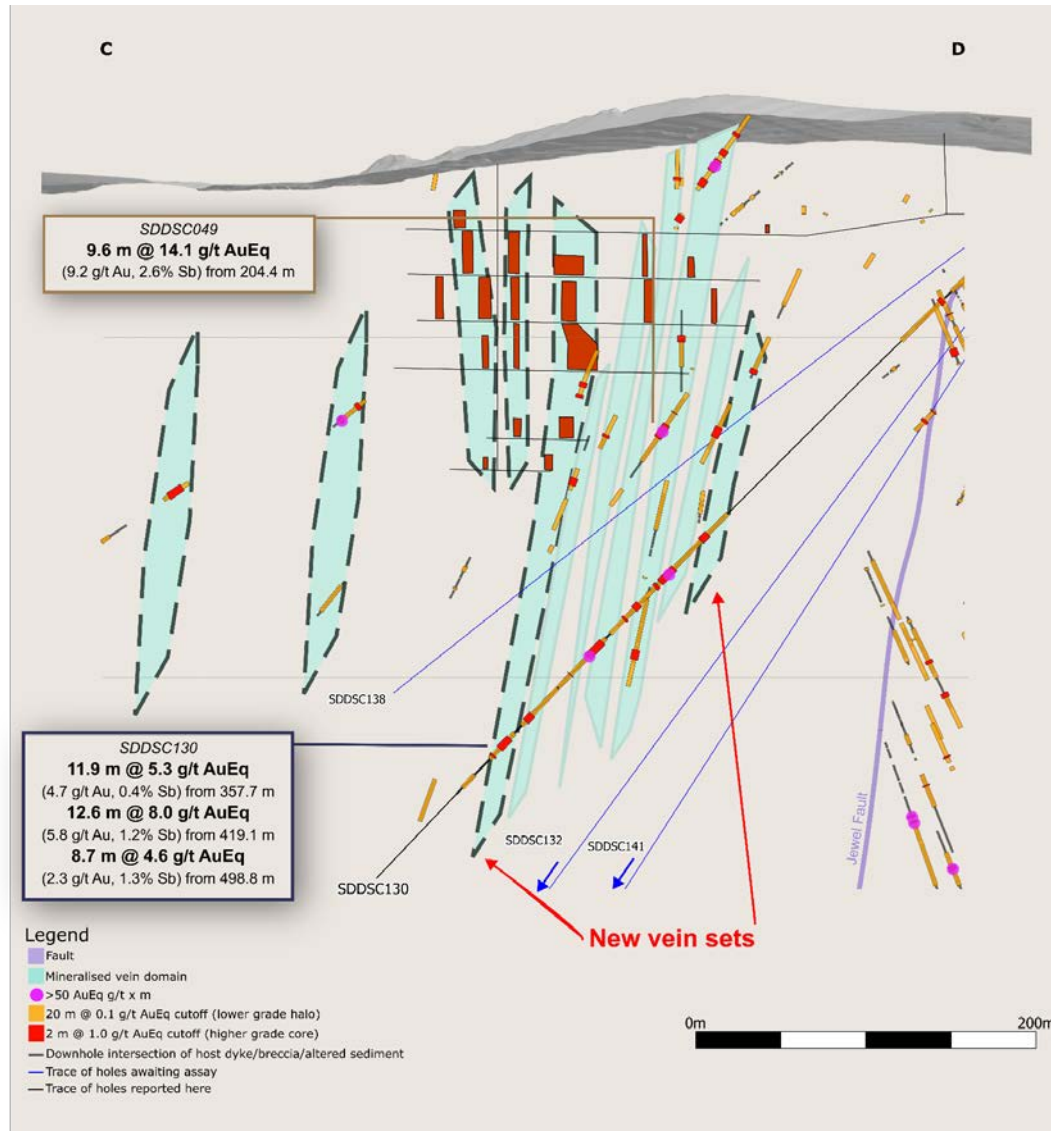 C
D
SDDSC049
9.6 m @ 14.1 g/t AuEq
(9.2 g/t Au, 2.6% Sb) from 204.4 m
SDDSC138
SDDSC130
11.9 m @ 5.3 g/t AuEq
(4.7 g/t Au, 0.4% Sb) from 357.7 m
12.6 m @ 8.0 g/t AuEq
(5.8 g/t Au, 1.2% Sb) from 419.1 m
8.7 m @ 4.6 g/t AuEq
(2.3 g/t Au, 1.3% Sb) from 498.8 m
Jewel Fault
SDDSC132
SDDSC141
SDDSC130
New vein sets
Legend
Fault
Mineralised vein domain
>50 AuEq g/t x m
20 m @ 0.1 g/t AuEq cutoff (lower grade halo)
2 m @ 1.0 g/t AuEq cutoff (higher grade core)
Downhole intersection of host dyke/breccia/altered sediment
Trace of holes awaiting assay
Trace of holes reported here
0m
200m